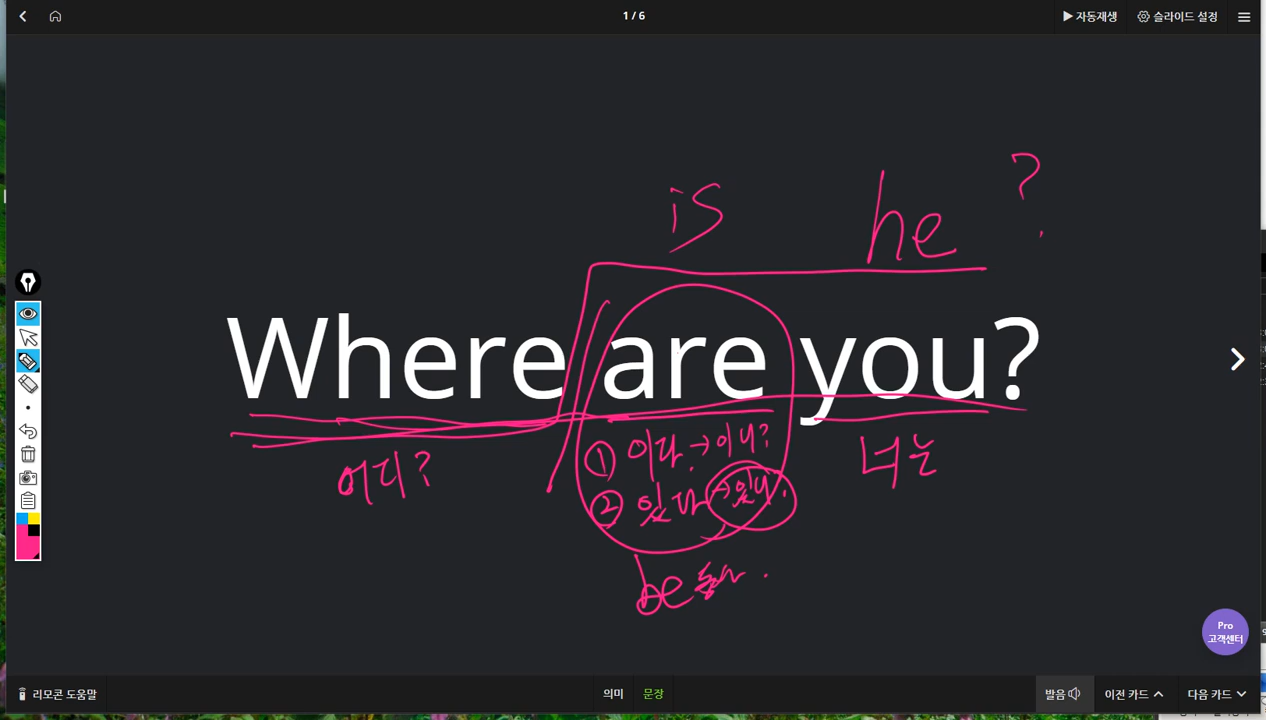 1 / 6
▶ 자동재생
슬라이드 설정
is he ?
Where are you?
어디?
① 이다 → 이니?
② 있다 → 있니.
너는
be동사.
Pro
고객센터
리모콘 도움말
의미
문장
발음
이전 카드
다음 카드